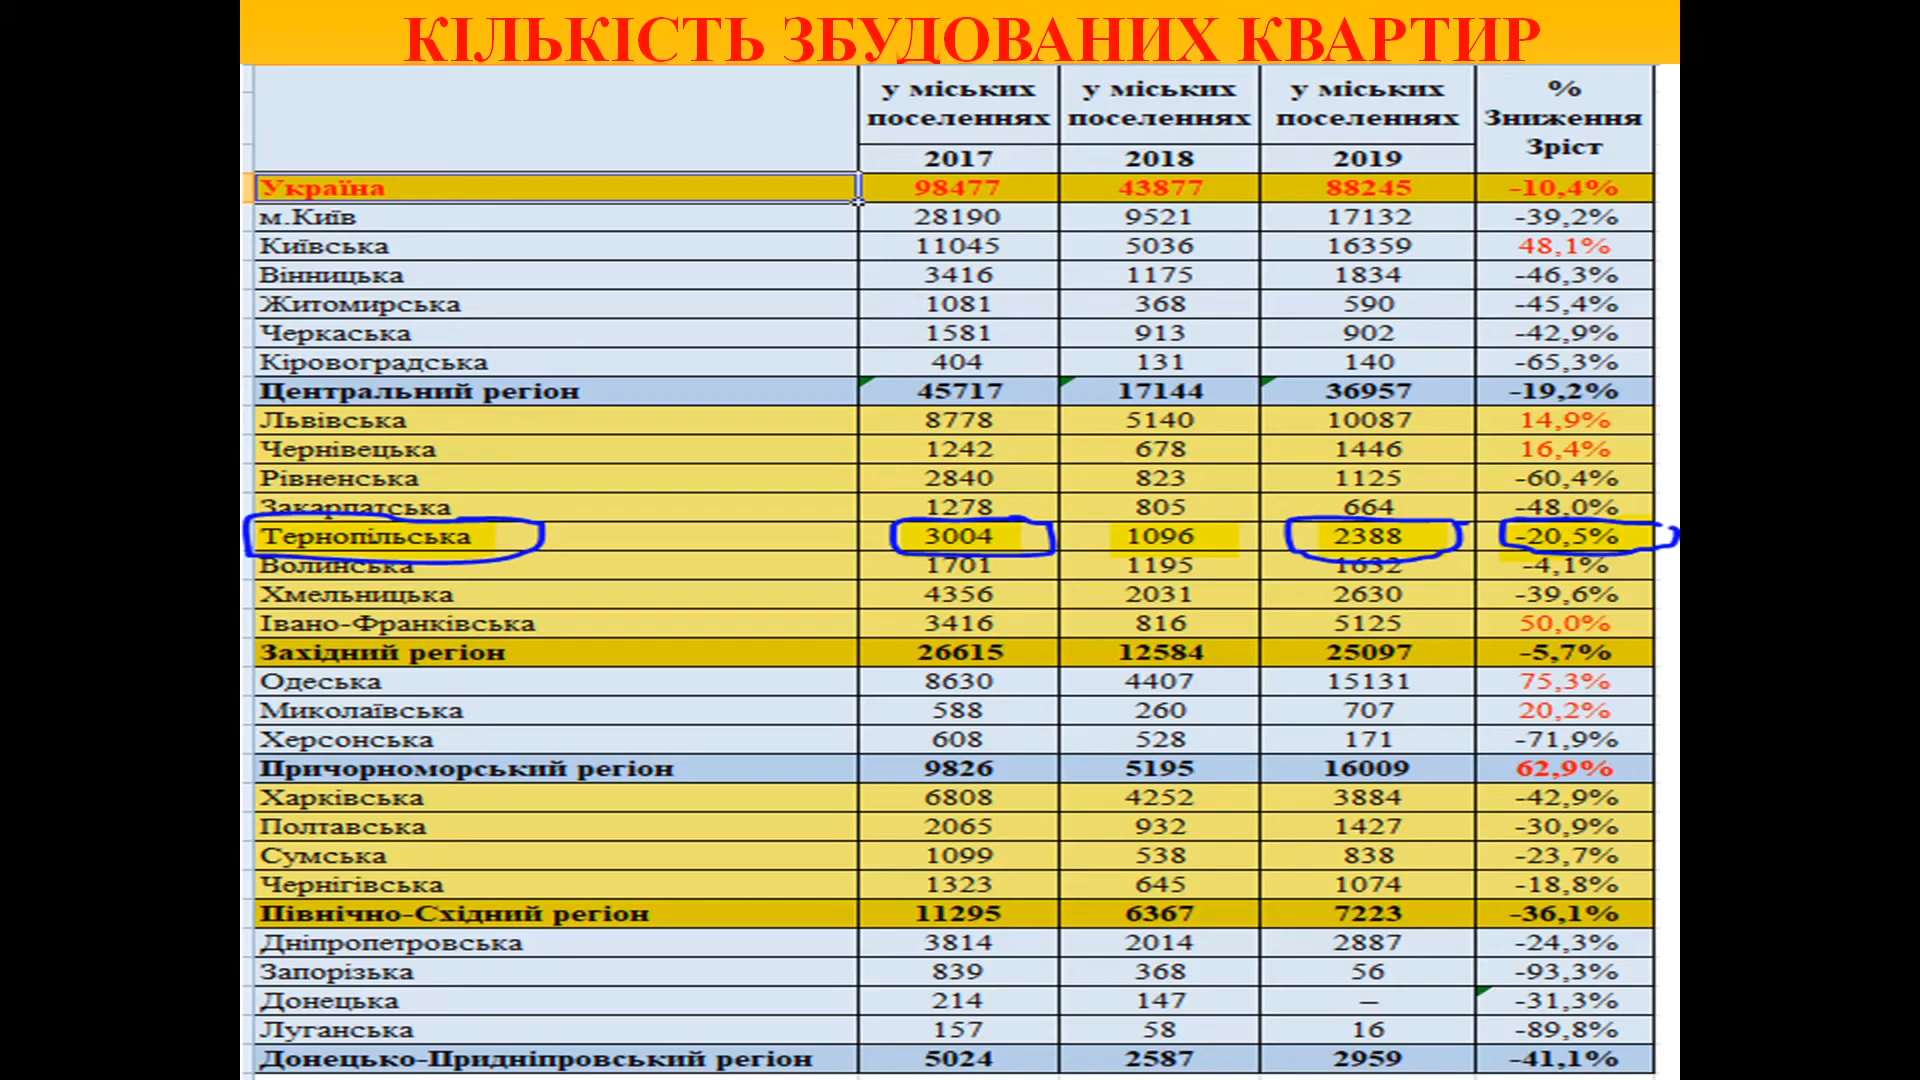 КІЛЬКІСТЬ ЗБУДОВАНИХ КВАРТИР
у міських поселеннях у міських поселеннях у міських поселеннях % Зниження Зріст
2017 2018 2019
Україна 98477 43877 88245 -10,4%
м.Київ 28190 9521 17132 -39,2%
Київська 11045 5036 16359 48,1%
Вінницька 3416 1175 1834 -46,3%
Житомирська 1081 368 590 -45,4%
Черкаська 1581 913 902 -42,9%
Кіровоградська 404 131 140 -65,3%
Центральний регіон 45717 17144 36957 -19,2%
Львівська 8778 5140 10087 14,9%
Чернівецька 1242 678 1446 16,4%
Рівненська 2840 823 1125 -60,4%
Закарпатська 1278 805 664 -48,0%
Тернопільська 3004 1096 2388 -20,5%
Волинська 1701 1195 1632 -4,1%
Хмельницька 4356 2031 2630 -39,6%
Івано-Франківська 3416 816 5125 50,0%
Західний регіон 26615 12584 25097 -5,7%
Одеська 8630 4407 15131 75,3%
Миколаївська 588 260 707 20,2%
Херсонська 608 528 171 -71,9%
Причорноморський регіон 9826 5195 16009 62,9%
Харківська 6808 4252 3884 -42,9%
Полтавська 2065 932 1427 -30,9%
Сумська 1099 538 838 -23,7%
Чернігівська 1323 645 1074 -18,8%
Північно-Східний регіон 11295 6367 7223 -36,1%
Дніпропетровська 3814 2014 2887 -24,3%
Запорізька 839 368 56 -93,3%
Донецька 214 147 – -31,3%
Луганська 157 58 16 -89,8%
Донецько-Придніпровський регіон 5024 2587 2959 -41,1%